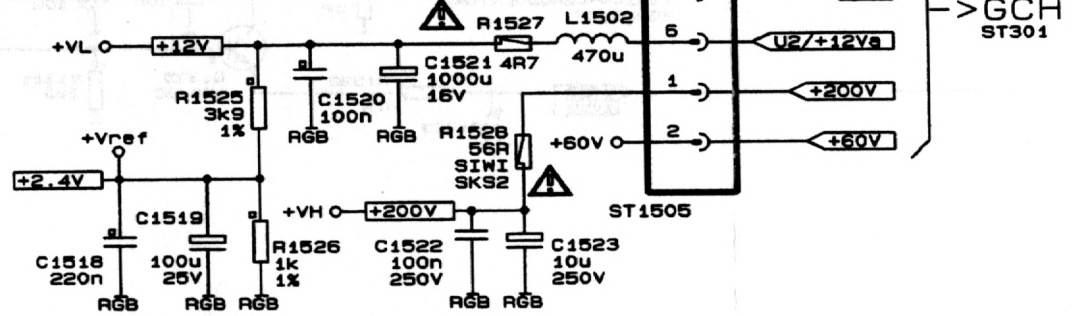 ->GCH
ST301
R1527
L1502
+VL
+12V
4R7
470u
6
U2/+12Va
C1521
1000u
16V
C1520
100n
R1525
3k9
1%
RGB
RGB
1
+200V
R1528
56R
SIWI
SKS2
+60V
2
+60V
+Vref
+2.4V
ST1505
+VH
+200V
C1519
100u
25V
C1518
220n
R1526
1k
1%
C1522
100n
250V
C1523
10u
250V
RGB
RGB
RGB
RGB
RGB